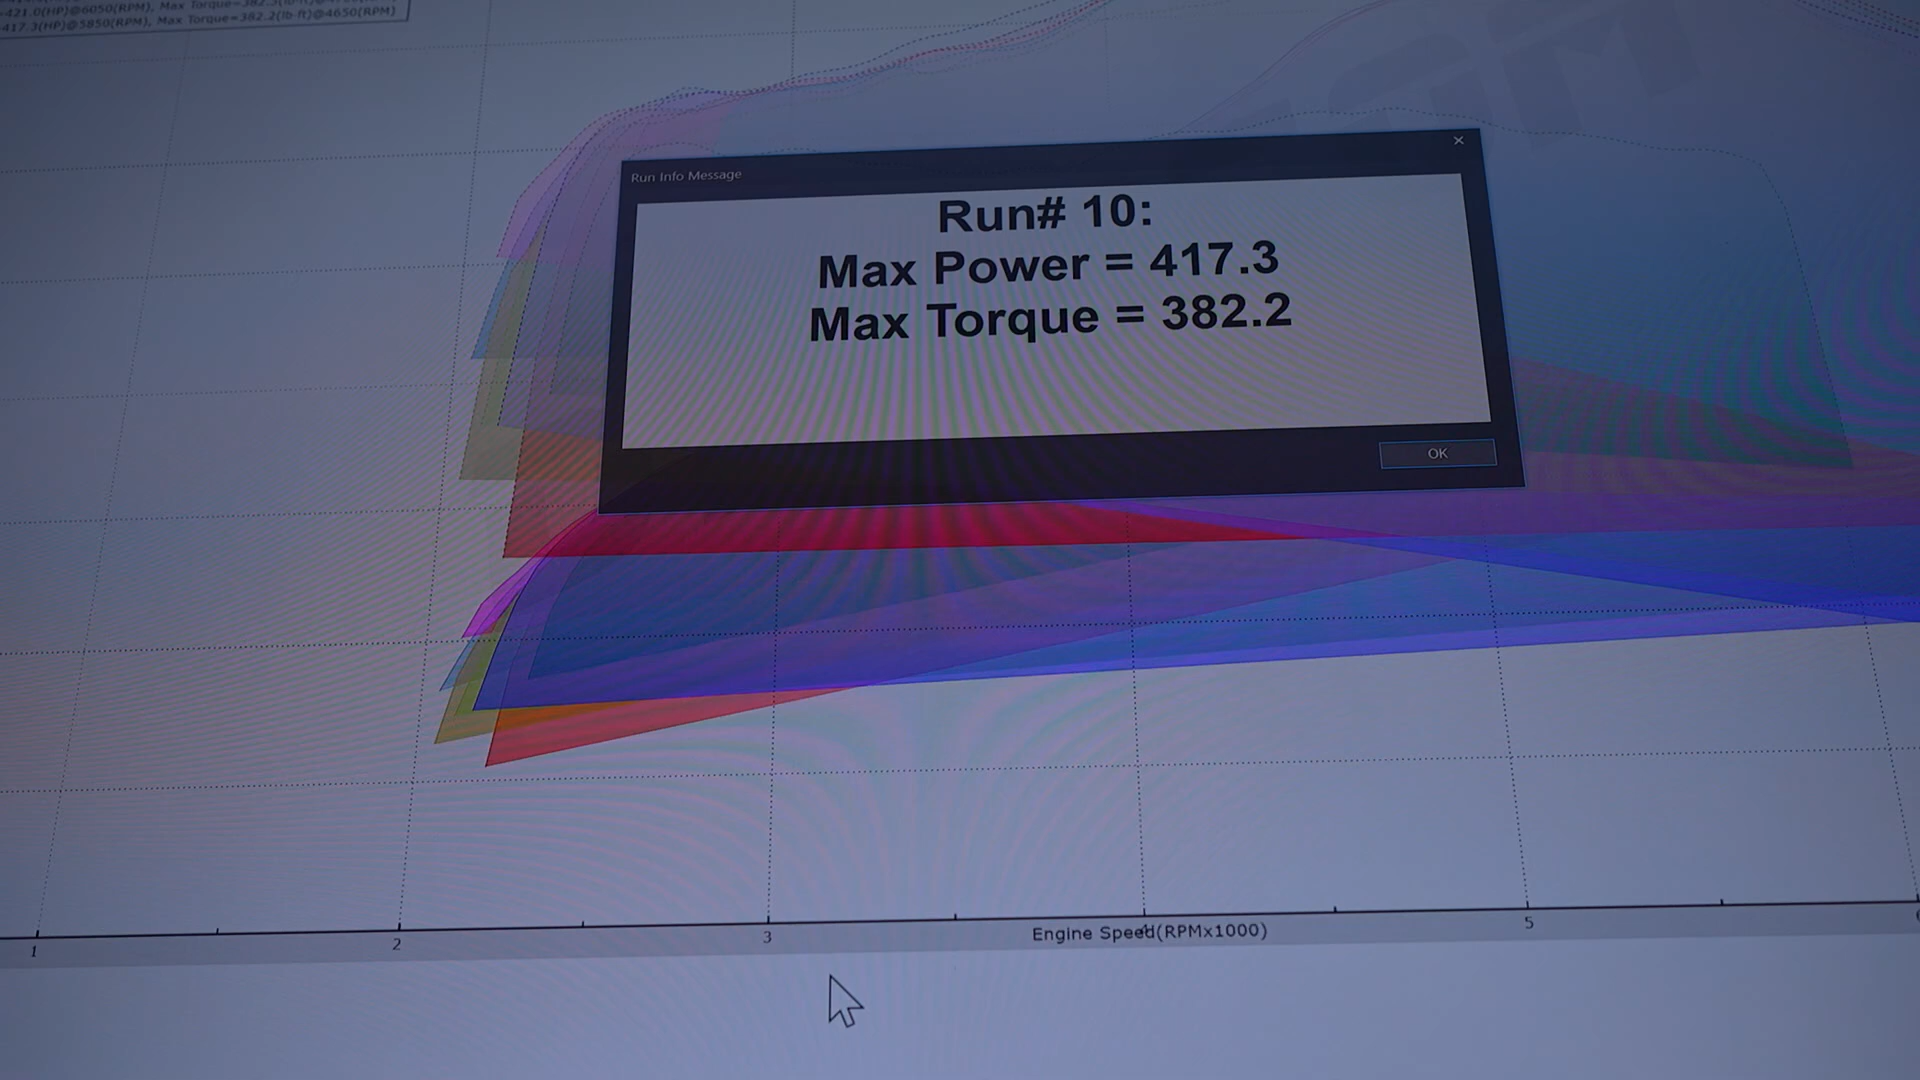 421.0(HP)@6050(RPM), Max Torque=382.3(lb-ft)
417.3(HP)@5850(RPM), Max Torque=382.2(lb-ft)@4650(RPM)
Run Info Message
Run# 10:
Max Power = 417.3
Max Torque = 382.2
OK
1 2 3 4 5
Engine Speed(RPMx1000)